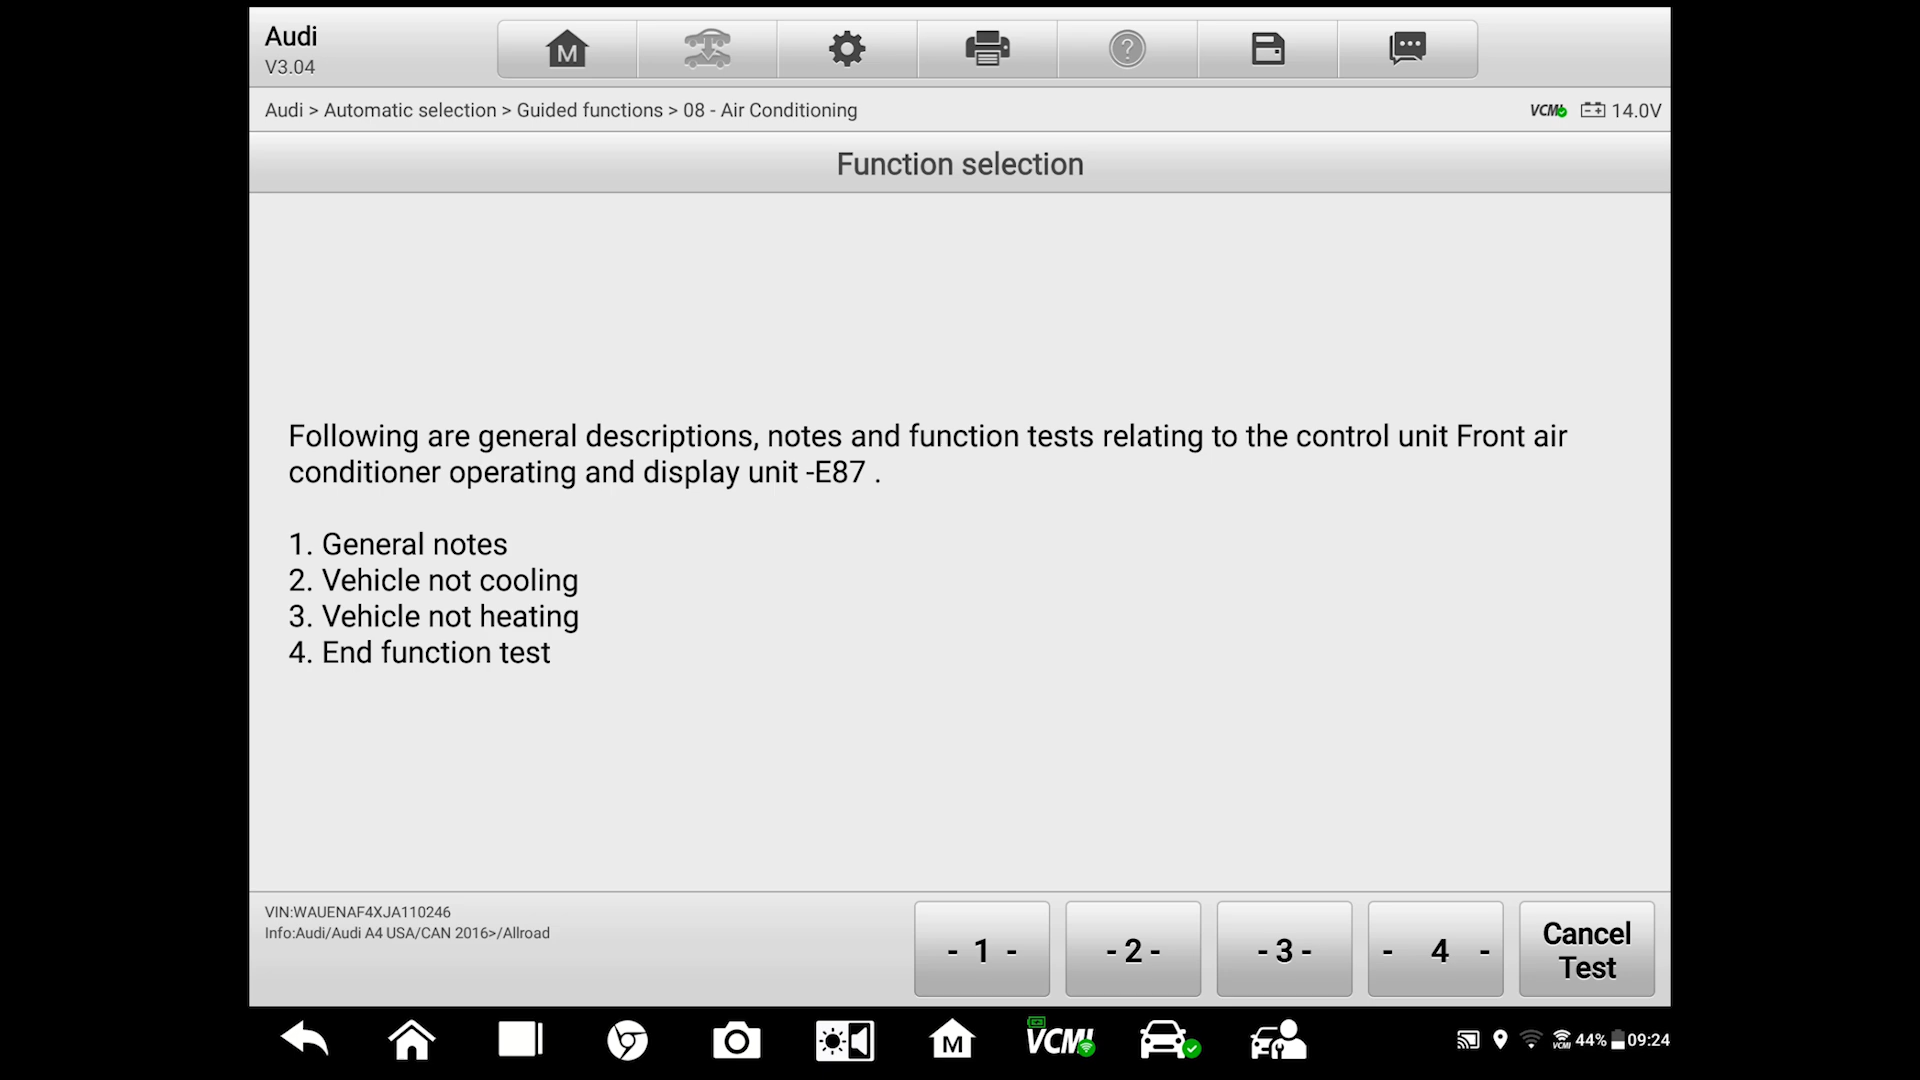 Audi
V3.04
M
?
Audi > Automatic selection > Guided functions > 08 - Air Conditioning
VCMI 14.0V
Function selection
Following are general descriptions, notes and function tests relating to the control unit Front air
conditioner operating and display unit -E87 .
1. General notes
2. Vehicle not cooling
3. Vehicle not heating
4. End function test
VIN:WAUENAF4XJA110246
Info:Audi/Audi A4 USA/CAN 2016>/Allroad
- 1 -
- 2 -
- 3 -
- 4 -
Cancel
Test
M
VCMI
VCMI
44%
09:24